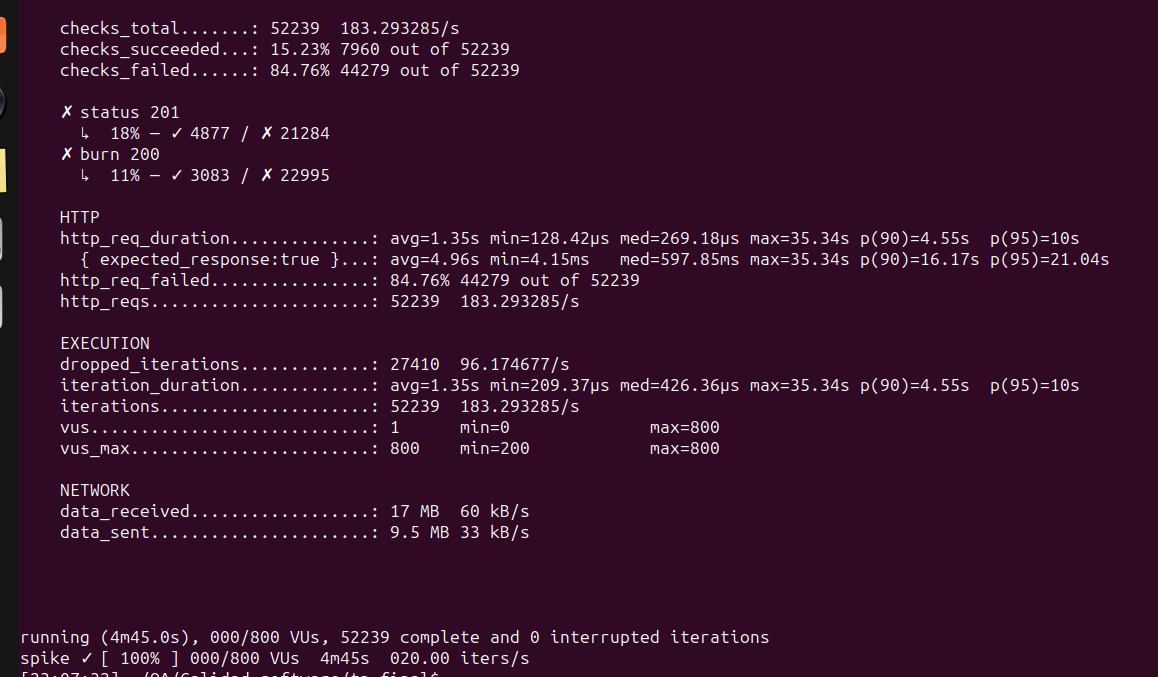 checks_total.......: 52239  183.293285/s
checks_succeeded...: 15.23% 7960 out of 52239
checks_failed......: 84.76% 44279 out of 52239
✗ status 201
↳  18% — ✓ 4877 / ✗ 21284
✗ burn 200
↳  11% — ✓ 3083 / ✗ 22995
HTTP
http_req_duration..............: avg=1.35s min=128.42µs med=269.18µs max=35.34s p(90)=4.55s  p(95)=10s
{ expected_response:true }...: avg=4.96s min=4.15ms   med=597.85ms max=35.34s p(90)=16.17s p(95)=21.04s
http_req_failed................: 84.76% 44279 out of 52239
http_reqs......................: 52239  183.293285/s
EXECUTION
dropped_iterations.............: 27410  96.174677/s
iteration_duration.............: avg=1.35s min=209.37µs med=426.36µs max=35.34s p(90)=4.55s  p(95)=10s
iterations.....................: 52239  183.293285/s
vus............................: 1      min=0              max=800
vus_max........................: 800    min=200            max=800
NETWORK
data_received..................: 17 MB  60 kB/s
data_sent......................: 9.5 MB 33 kB/s
running (4m45.0s), 000/800 VUs, 52239 complete and 0 interrupted iterations
spike ✓ [ 100% ] 000/800 VUs  4m45s  020.00 iters/s